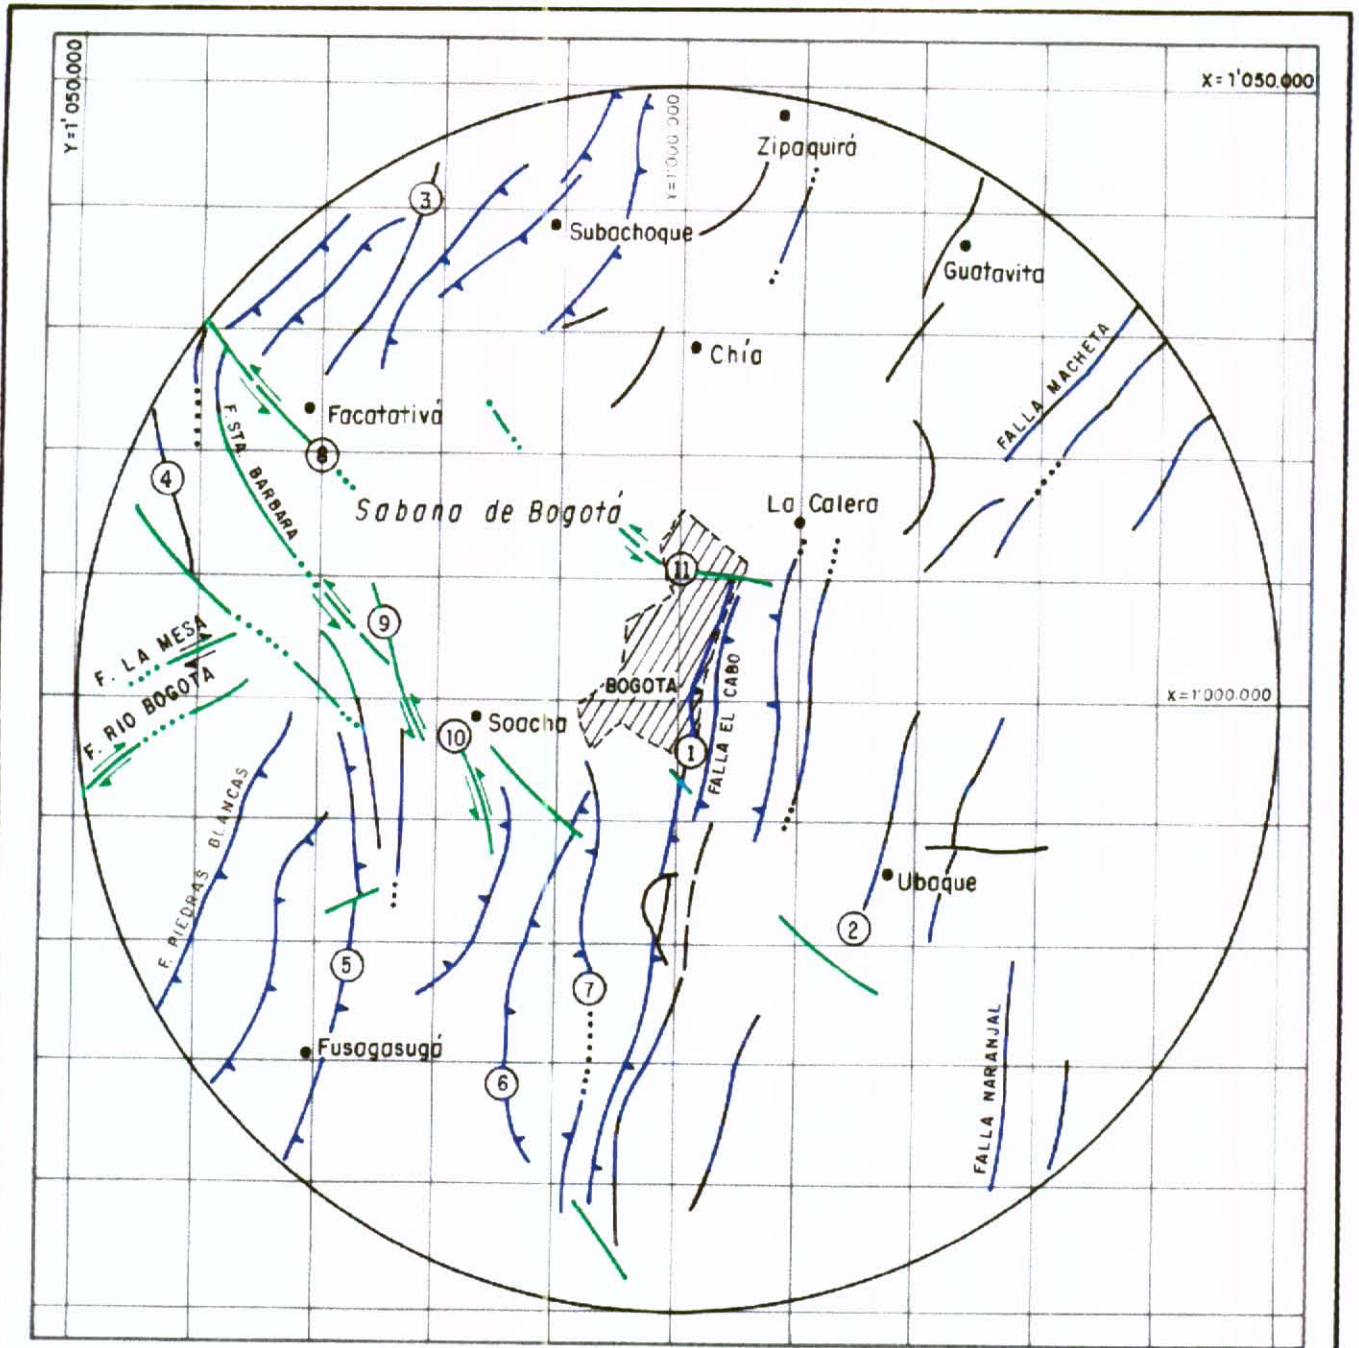 Y=1'050.000
X=1'050.000
Y=1'000.000
Zipaquirá
3
Subachoque
Guatavita
Chía
FALLA MACHETA
Facatativá
F. STA. BARBARA
8
4
Sabana de Bogotá
La Calera
11
9
F. LA MESA
F. RIO BOGOTA
BOGOTA
FALLA EL CABO
X=1'000.000
Soacha
10
1
F. PIEDRAS BLANCAS
Ubaque
2
5
7
Fusagasugá
6
FALLA NARANJAL